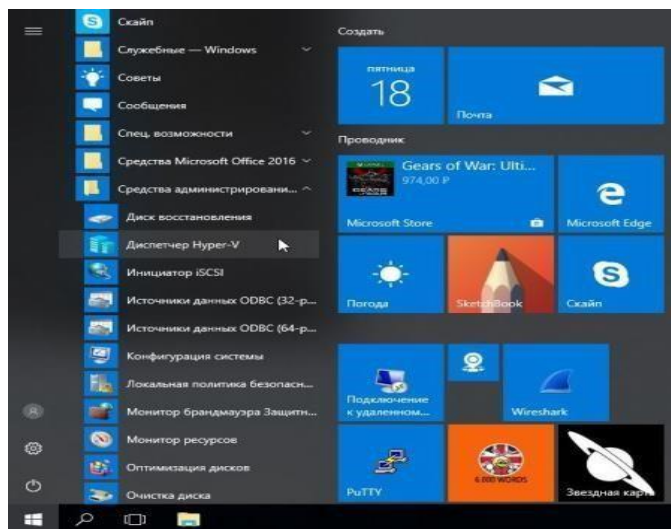 Скайп
Служебные — Windows
Советы
Сообщения
Спец. возможности
Средства Microsoft Office 2016
Средства администрировани...
Диск восстановления
Диспетчер Hyper-V
Инициатор iSCSI
Источники данных ODBC (32-р...
Источники данных ODBC (64-р...
Конфигурация системы
Локальная политика безопасн...
Монитор брандмауэра Защитн...
Монитор ресурсов
Оптимизация дисков
Очистка диска
Создать
пятница
18
Почта
Проводник
Gears of War: Ulti...
974,00 ₽
Microsoft Store
Microsoft Edge
Погода
SketchBook
Скайп
Подключение
к удаленном...
Wireshark
PuTTY
6 000 WORDS
Звездная карта